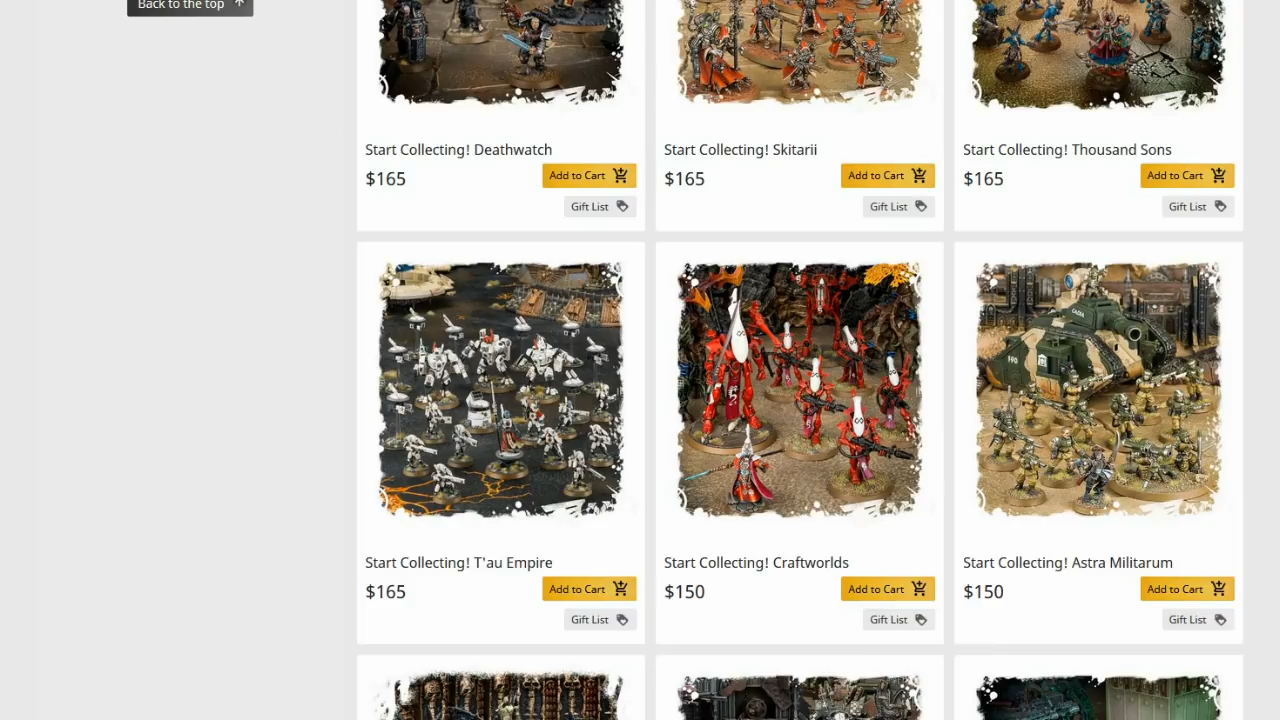 Back to the top
Start Collecting! Deathwatch
$165
Add to Cart
Gift List
Start Collecting! Skitarii
$165
Add to Cart
Gift List
Start Collecting! Thousand Sons
$165
Add to Cart
Gift List
Start Collecting! T'au Empire
$165
Add to Cart
Gift List
Start Collecting! Craftworlds
$150
Add to Cart
Gift List
Start Collecting! Astra Militarum
$150
Add to Cart
Gift List